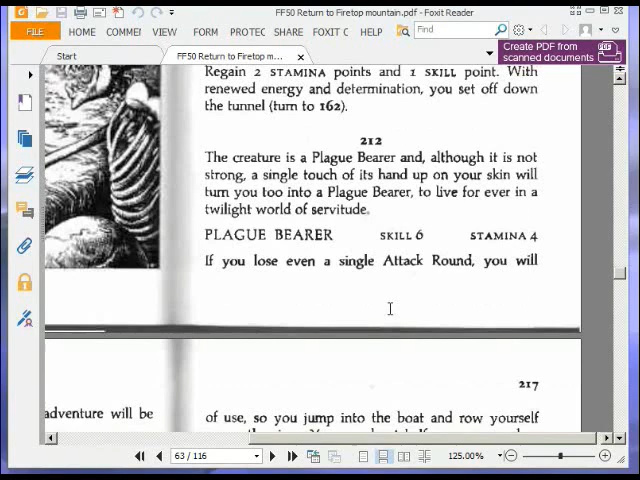 FF50 Return to Firetop mountain.pdf - Foxit Reader
FILE HOME COMME VIEW FORM PROTEC SHARE FOXIT C HELP Find
Start FF50 Return to Firetop m...
Create PDF from
scanned documents
Regain 2 STAMINA points and 1 SKILL point. With
renewed energy and determination, you set off down
the tunnel (turn to 162).
212
The creature is a Plague Bearer and, although it is not
strong, a single touch of its hand up on your skin will
turn you too into a Plague Bearer, to live for ever in a
twilight world of servitude.
PLAGUE BEARER SKILL 6 STAMINA 4
If you lose even a single Attack Round, you will
217
adventure will be
of use, so you jump into the boat and row yourself
63 / 116 125.00%